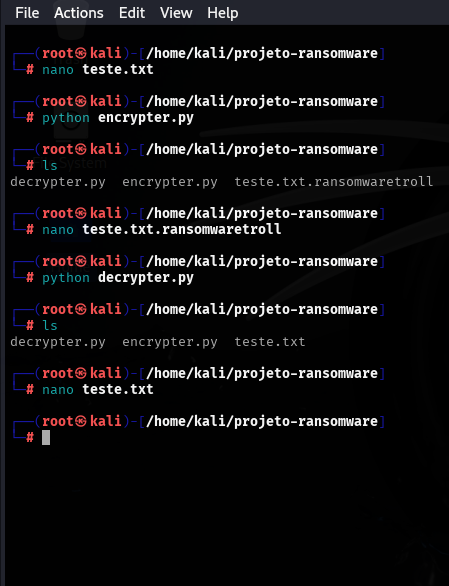 File Actions Edit View Help
┌──(root㉿kali)-[/home/kali/projeto-ransomware]
└─# nano teste.txt
┌──(root㉿kali)-[/home/kali/projeto-ransomware]
└─# python encrypter.py
┌──(root㉿kali)-[/home/kali/projeto-ransomware]
└─# ls
decrypter.py encrypter.py teste.txt.ransomwaretroll
┌──(root㉿kali)-[/home/kali/projeto-ransomware]
└─# nano teste.txt.ransomwaretroll
┌──(root㉿kali)-[/home/kali/projeto-ransomware]
└─# python decrypter.py
┌──(root㉿kali)-[/home/kali/projeto-ransomware]
└─# ls
decrypter.py encrypter.py teste.txt
┌──(root㉿kali)-[/home/kali/projeto-ransomware]
└─# nano teste.txt
┌──(root㉿kali)-[/home/kali/projeto-ransomware]
└─#